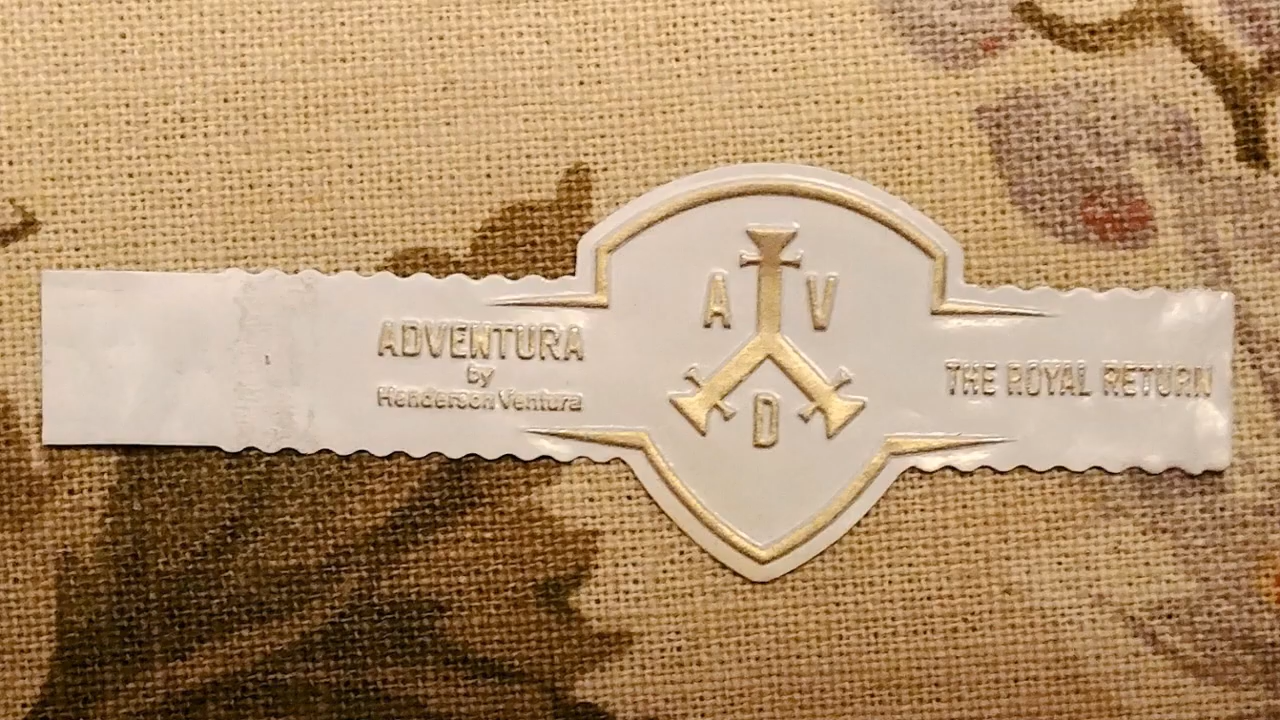 ADVENTURA
by
Henderson Ventura
A V
D
THE ROYAL RETURN